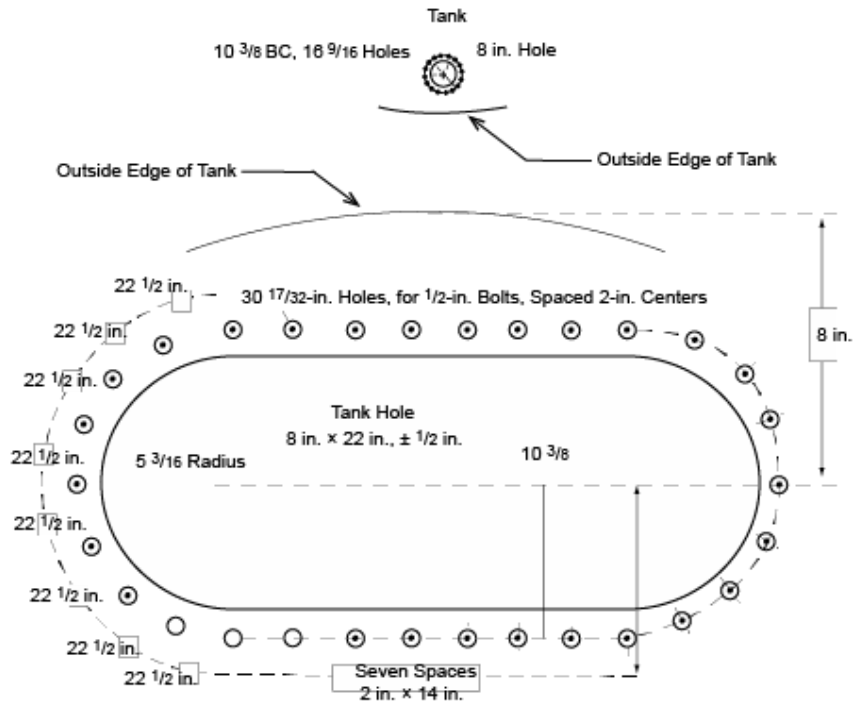 Tank
10 3/8 BC, 16 9/16 Holes
8 in. Hole
Outside Edge of Tank
Outside Edge of Tank
22 1/2 in.
30 17/32-in. Holes, for 1/2-in. Bolts, Spaced 2-in. Centers
22 1/2 in.
8 in.
22 1/2 in.
Tank Hole
8 in. × 22 in., ± 1/2 in.
22 1/2 in.
5 3/16 Radius
10 3/8
22 1/2 in.
22 1/2 in.
22 1/2 in.
22 1/2 in.
Seven Spaces
2 in. × 14 in.